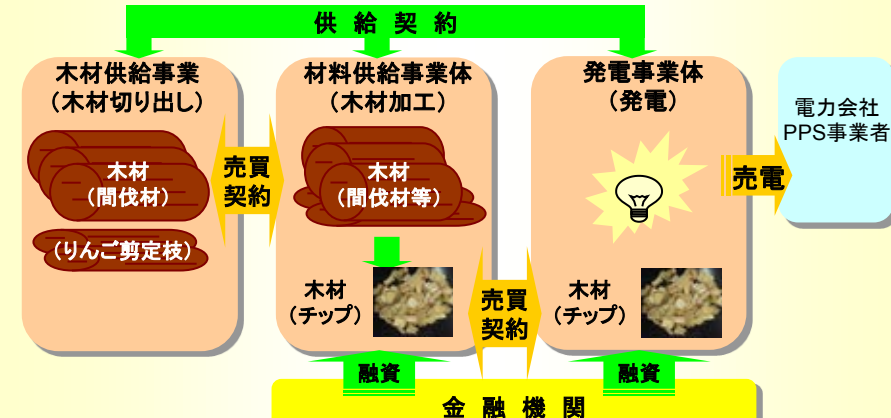 供給契約
木材供給事業
（木材切り出し）
木材
（間伐材）
（りんご剪定枝）
売買
契約
材料供給事業体
（木材加工）
木材
（間伐材等）
木材
（チップ）
売買
契約
発電事業体
（発電）
木材
（チップ）
売電
電力会社
PPS事業者
融資
融資
金融機関